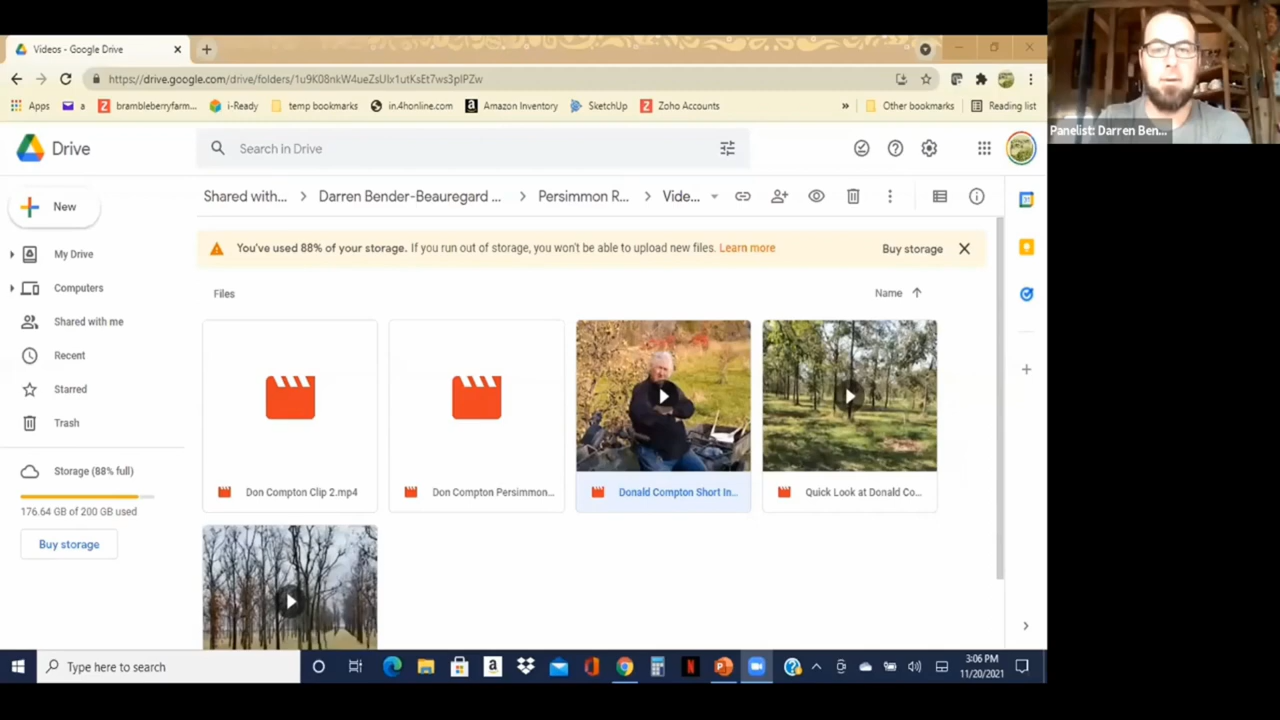 Videos - Google Drive
https://drive.google.com/drive/folders/1u9K08nkW4ueZsUlx1utKsEt7ws3plPZw
Apps a brambleberryfarm... i-Ready temp bookmarks in.4honline.com Amazon Inventory SketchUp Zoho Accounts » Other bookmarks Reading list
Panelist: Darren Ben...
Drive
Search in Drive
New
Shared with... > Darren Bender-Beauregard ... > Persimmon R... > Vide...
You've used 88% of your storage. If you run out of storage, you won't be able to upload new files. Learn more
Buy storage
My Drive
Computers
Shared with me
Recent
Starred
Trash
Storage (88% full)
176.64 GB of 200 GB used
Buy storage
Files
Name
Don Compton Clip 2.mp4
Don Compton Persimmon...
Donald Compton Short In...
Quick Look at Donald Co...
Type here to search
3:06 PM
11/20/2021